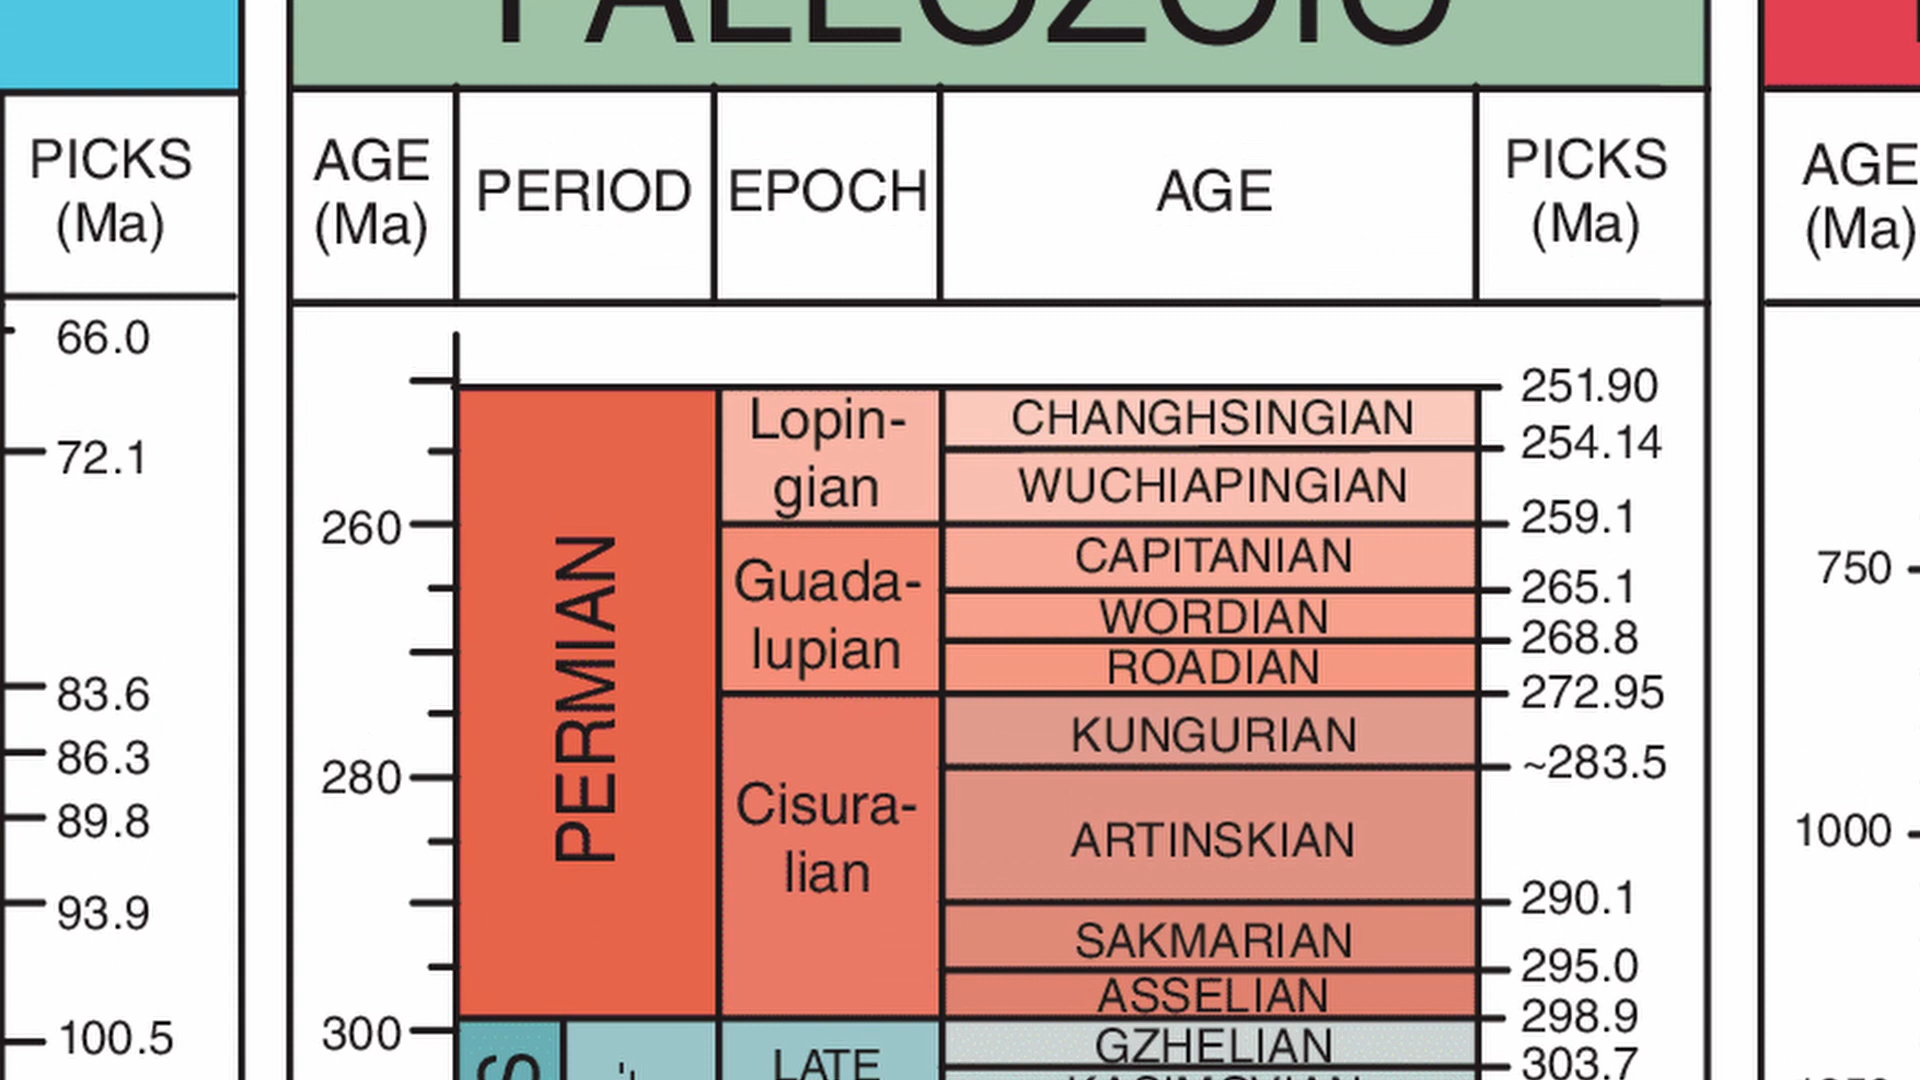 PALEOZOIC
PICKS
(Ma)
66.0
72.1
83.6
86.3
89.8
93.9
100.5
AGE
(Ma)
PERIOD
EPOCH
AGE
PICKS
(Ma)
260
280
300
PERMIAN
Lopin-
gian
Guada-
lupian
Cisura-
lian
LATE
CHANGHSINGIAN
WUCHIAPINGIAN
CAPITANIAN
WORDIAN
ROADIAN
KUNGURIAN
ARTINSKIAN
SAKMARIAN
ASSELIAN
GZHELIAN
251.90
254.14
259.1
265.1
268.8
272.95
~283.5
290.1
295.0
298.9
303.7
AGE
(Ma)
750
1000